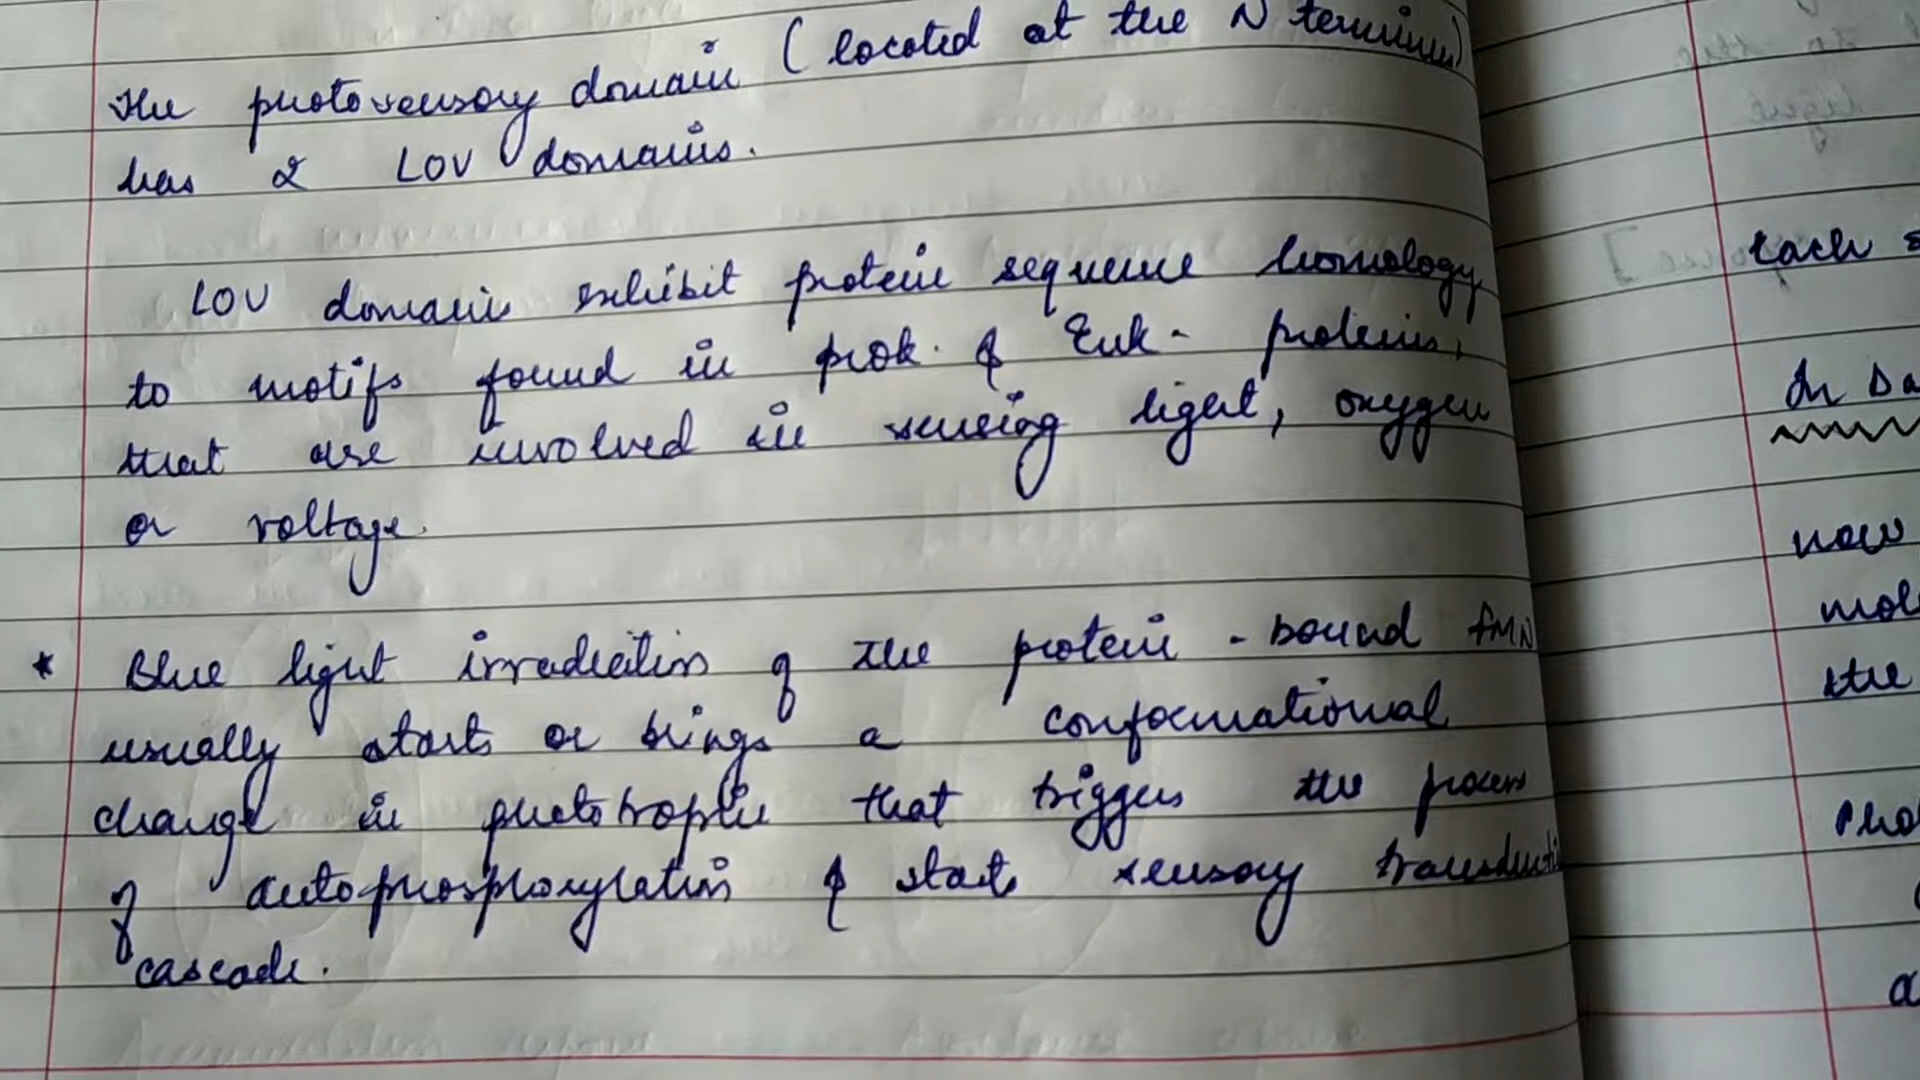 The photosensory domain (located at the N terminus)
has 2 LOV domains.
LOV domain exhibit protein sequence homology
to motifs found in prok. & Euk. proteins,
that are involved in sensing light, oxygen
or voltage.
* Blue light irradiation of the protein-bound FMN
usually starts or brings a conformational
change in phototropin that triggers the process
of autophosphorylation & starts sensory transducti
cascade.
each
In Da
now
mol
the
Pho
a